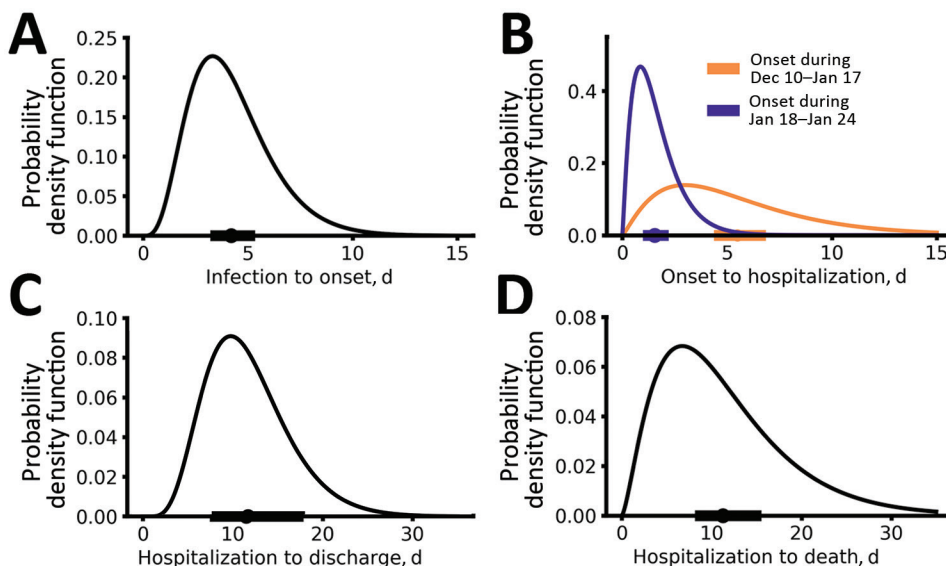 A
Probability
density function
0.25
0.20
0.15
0.10
0.05
0.00
0
5
10
15
Infection to onset, d
B
Probability
density function
0.4
0.2
0.0
0
5
10
15
Onset to hospitalization, d
Onset during
Dec 10–Jan 17
Onset during
Jan 18–Jan 24
C
Probability
density function
0.10
0.08
0.06
0.04
0.02
0.00
0
10
20
30
Hospitalization to discharge, d
D
Probability
density function
0.08
0.06
0.04
0.02
0.00
0
10
20
30
Hospitalization to death, d